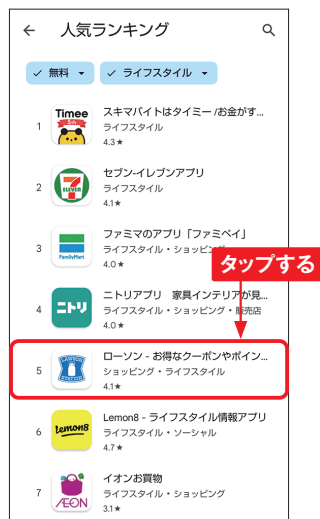 人気ランキング
無料
ライフスタイル
1
Timee
5th
スキマバイトはタイミー/お金がす...
ライフスタイル
4.3★
2
ELEVEN
セブン-イレブンアプリ
ライフスタイル
4.1★
3
FamilyMart
ファミマのアプリ「ファミペイ」
ライフスタイル・ショッピ
4.0★
タップする
4
ニトリ
ニトリアプリ 家具インテリアが見...
ライフスタイル・ショッピング・販売店
4.0★
5
LAWSON
STATION
ローソン - お得なクーポンやポイン...
ショッピング・ライフスタイル
4.1★
6
Lemon8
Lemon8 - ライフスタイル情報アプリ
ライフスタイル・ソーシャル
4.7★
7
ÆON
イオンお買物
ライフスタイル・ショッピング
3.1★